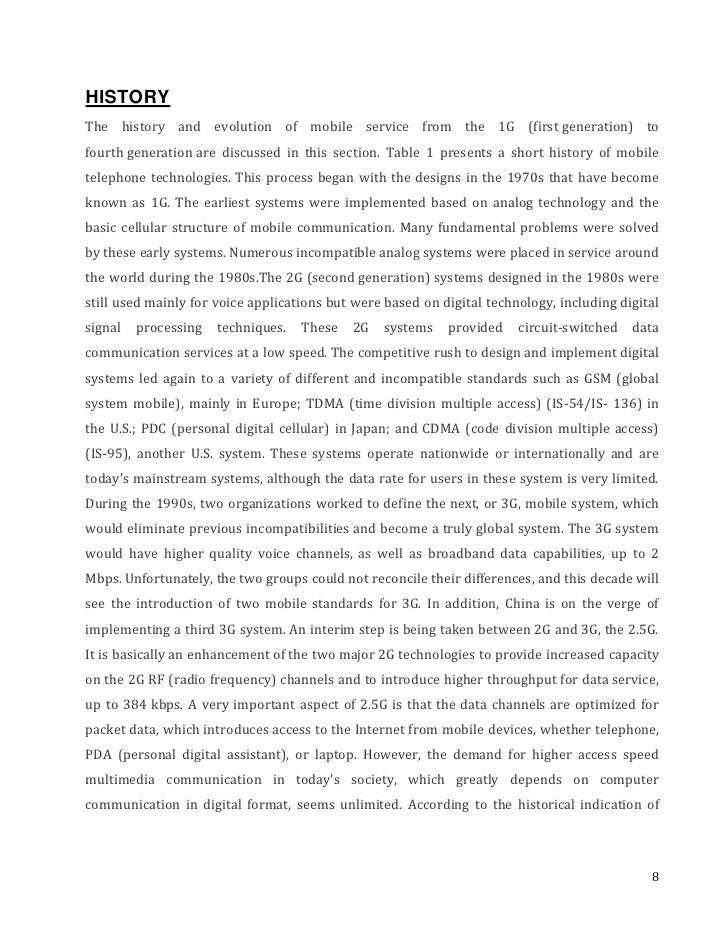 HISTORY
The history and evolution of mobile service from the 1G (first generation) to
fourth generation are discussed in this section. Table 1 presents a short history of mobile
telephone technologies. This process began with the designs in the 1970s that have become
known as 1G. The earliest systems were implemented based on analog technology and the
basic cellular structure of mobile communication. Many fundamental problems were solved
by these early systems. Numerous incompatible analog systems were placed in service around
the world during the 1980s.The 2G (second generation) systems designed in the 1980s were
still used mainly for voice applications but were based on digital technology, including digital
signal processing techniques. These 2G systems provided circuit-switched data
communication services at a low speed. The competitive rush to design and implement digital
systems led again to a variety of different and incompatible standards such as GSM (global
system mobile), mainly in Europe; TDMA (time division multiple access) (IS-54/IS- 136) in
the U.S.; PDC (personal digital cellular) in Japan; and CDMA (code division multiple access)
(IS-95), another U.S. system. These systems operate nationwide or internationally and are
today's mainstream systems, although the data rate for users in these system is very limited.
During the 1990s, two organizations worked to define the next, or 3G, mobile system, which
would eliminate previous incompatibilities and become a truly global system. The 3G system
would have higher quality voice channels, as well as broadband data capabilities, up to 2
Mbps. Unfortunately, the two groups could not reconcile their differences, and this decade will
see the introduction of two mobile standards for 3G. In addition, China is on the verge of
implementing a third 3G system. An interim step is being taken between 2G and 3G, the 2.5G.
It is basically an enhancement of the two major 2G technologies to provide increased capacity
on the 2G RF (radio frequency) channels and to introduce higher throughput for data service,
up to 384 kbps. A very important aspect of 2.5G is that the data channels are optimized for
packet data, which introduces access to the Internet from mobile devices, whether telephone,
PDA (personal digital assistant), or laptop. However, the demand for higher access speed
multimedia communication in today's society, which greatly depends on computer
communication in digital format, seems unlimited. According to the historical indication of
8